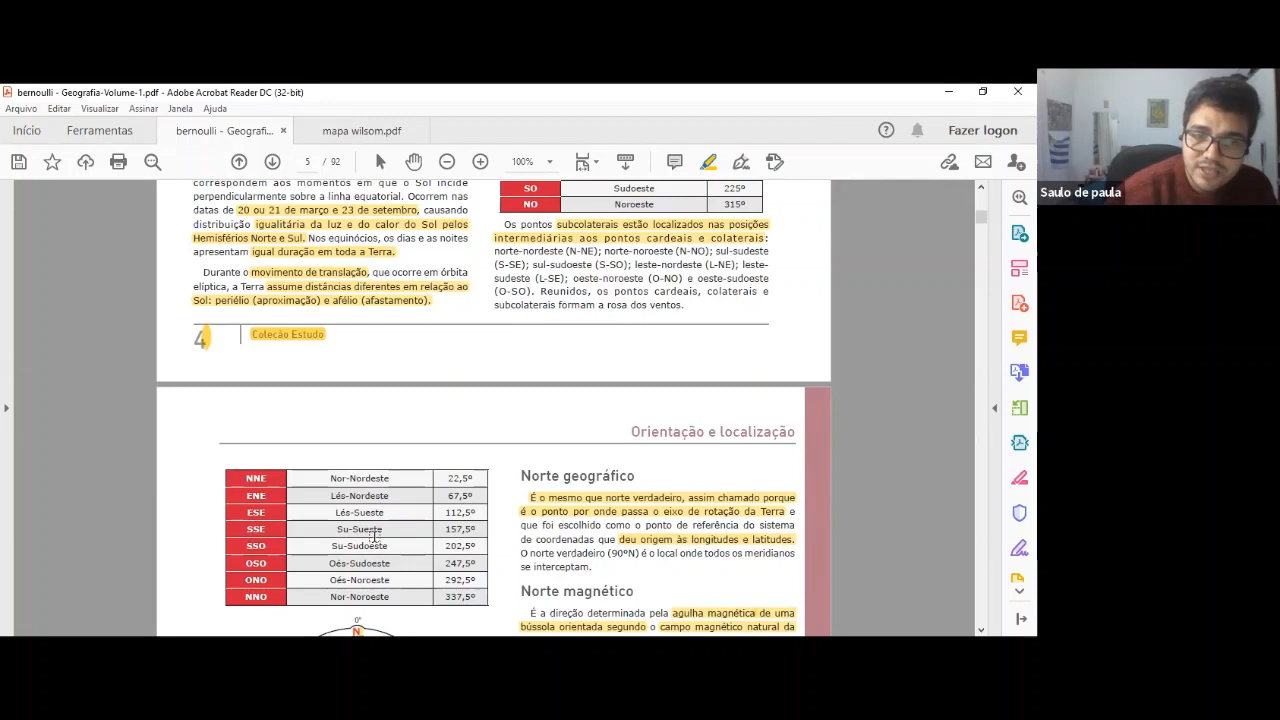 bernoulli - Geografia-Volume-1.pdf - Adobe Acrobat Reader DC (32-bit)
Arquivo Editar Visualizar Assinar Janela Ajuda
Início Ferramentas bernoulli - Geografi... × mapa wilsom.pdf Fazer logon
5 / 92 100%
Saulo de paula
correspondem aos momentos em que o Sol incide
perpendicularmente sobre a linha equatorial. Ocorrem nas
datas de 20 ou 21 de março e 23 de setembro, causando
distribuição igualitária da luz e do calor do Sol pelos
Hemisférios Norte e Sul. Nos equinócios, os dias e as noites
apresentam igual duração em toda a Terra.
Durante o movimento de translação, que ocorre em órbita
elíptica, a Terra assume distâncias diferentes em relação ao
Sol: periélio (aproximação) e afélio (afastamento).
SO Sudoeste 225º
NO Noroeste 315º
Os pontos subcolaterais estão localizados nas posições
intermediárias aos pontos cardeais e colaterais:
norte-nordeste (N-NE); norte-noroeste (N-NO); sul-sudeste
(S-SE); sul-sudoeste (S-SO); leste-nordeste (L-NE); leste-
sudeste (L-SE); oeste-noroeste (O-NO) e oeste-sudoeste
(O-SO). Reunidos, os pontos cardeais, colaterais e
subcolaterais formam a rosa dos ventos.
4 Coleção Estudo
Orientação e localização
NNE Nor-Nordeste 22,5º
ENE Lés-Nordeste 67,5º
ESE Lés-Sueste 112,5º
SSE Su-Sueste 157,5º
SSO Su-Sudoeste 202,5º
OSO Oés-Sudoeste 247,5º
ONO Oés-Noroeste 292,5º
NNO Nor-Noroeste 337,5º
0°
N
Norte geográfico
É o mesmo que norte verdadeiro, assim chamado porque
é o ponto por onde passa o eixo de rotação da Terra e
que foi escolhido como o ponto de referência do sistema
de coordenadas que deu origem às longitudes e latitudes.
O norte verdadeiro (90ºN) é o local onde todos os meridianos
se interceptam.
Norte magnético
É a direção determinada pela agulha magnética de uma
bússola orientada segundo o campo magnético natural da